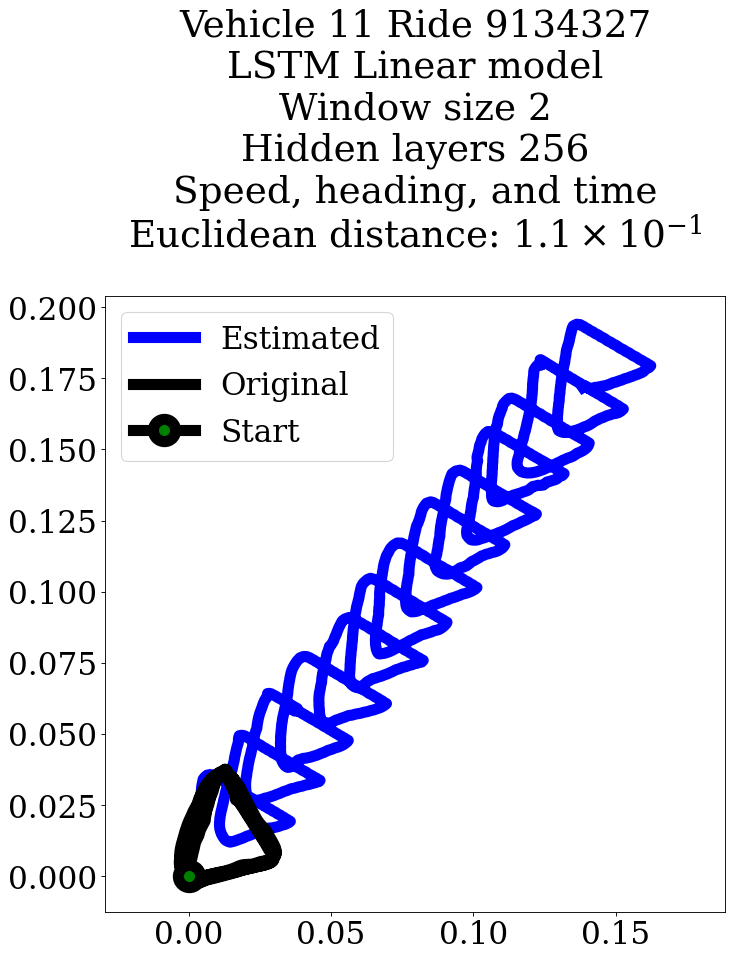 Vehicle 11 Ride 9134327
LSTM Linear model
Window size 2
Hidden layers 256
Speed, heading, and time
Euclidean distance: 1.1 × 10⁻¹
Estimated
Original
Start
0.200
0.175
0.150
0.125
0.100
0.075
0.050
0.025
0.000
0.00 0.05 0.10 0.15